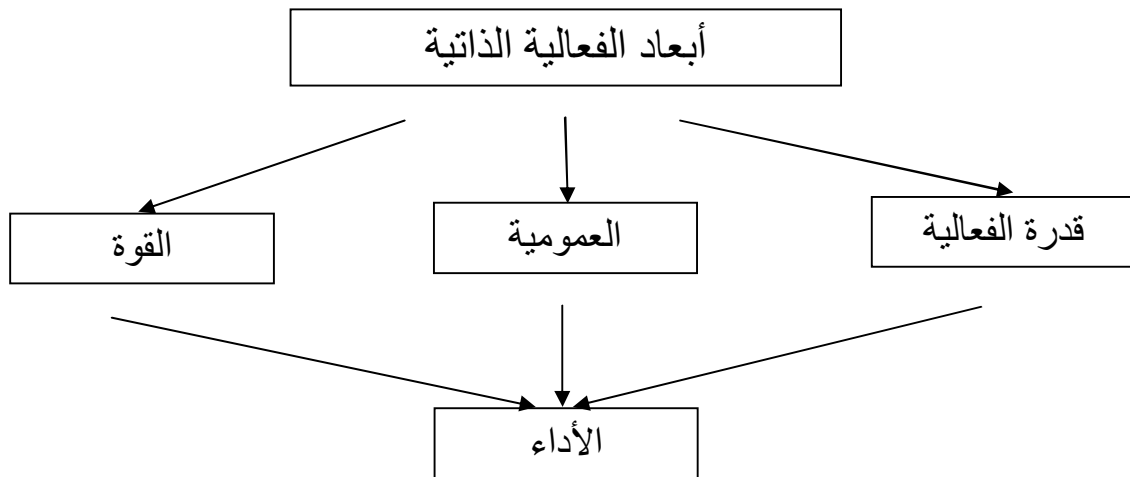 أبعاد الفعالية الذاتية
قدرة الفعالية
العمومية
القوة
الأداء